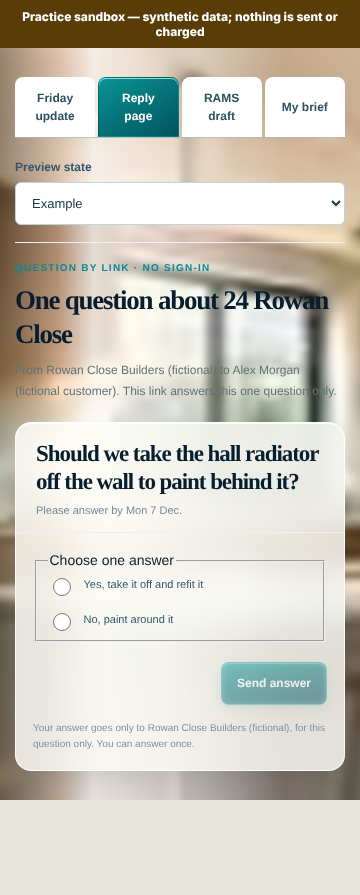 Practice sandbox — synthetic data; nothing is sent or
charged
Friday
update
Reply
page
RAMS
draft
My brief
Preview state
Example
QUESTION BY LINK · NO SIGN-IN
One question about 24 Rowan
Close
From Rowan Close Builders (fictional) to Alex Morgan
(fictional customer). This link answers this one question only.
Should we take the hall radiator
off the wall to paint behind it?
Please answer by Mon 7 Dec.
Choose one answer
Yes, take it off and refit it
No, paint around it
Send answer
Your answer goes only to Rowan Close Builders (fictional), for this
question only. You can answer once.